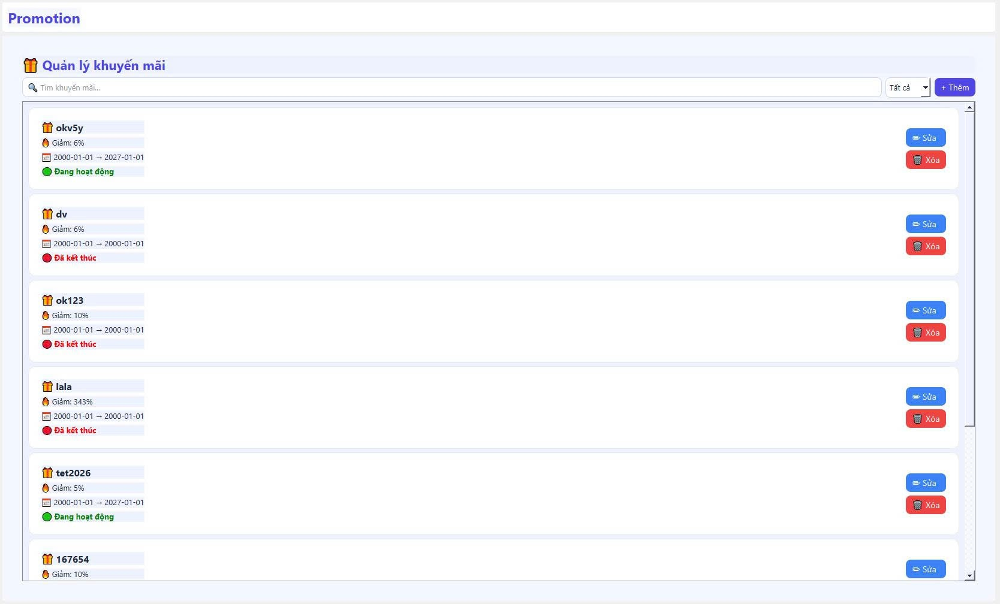 Promotion
Quản lý khuyến mãi
Tìm khuyến mãi...
Tất cả
+ Thêm
okv5y
Giảm: 6%
2000-01-01 → 2027-01-01
Đang hoạt động
Sửa
Xóa
dv
Giảm: 6%
2000-01-01 → 2000-01-01
Đã kết thúc
Sửa
Xóa
ok123
Giảm: 10%
2000-01-01 → 2000-01-01
Đã kết thúc
Sửa
Xóa
lala
Giảm: 343%
2000-01-01 → 2000-01-01
Đã kết thúc
Sửa
Xóa
tet2026
Giảm: 5%
2000-01-01 → 2027-01-01
Đang hoạt động
Sửa
Xóa
167654
Giảm: 10%
Sửa